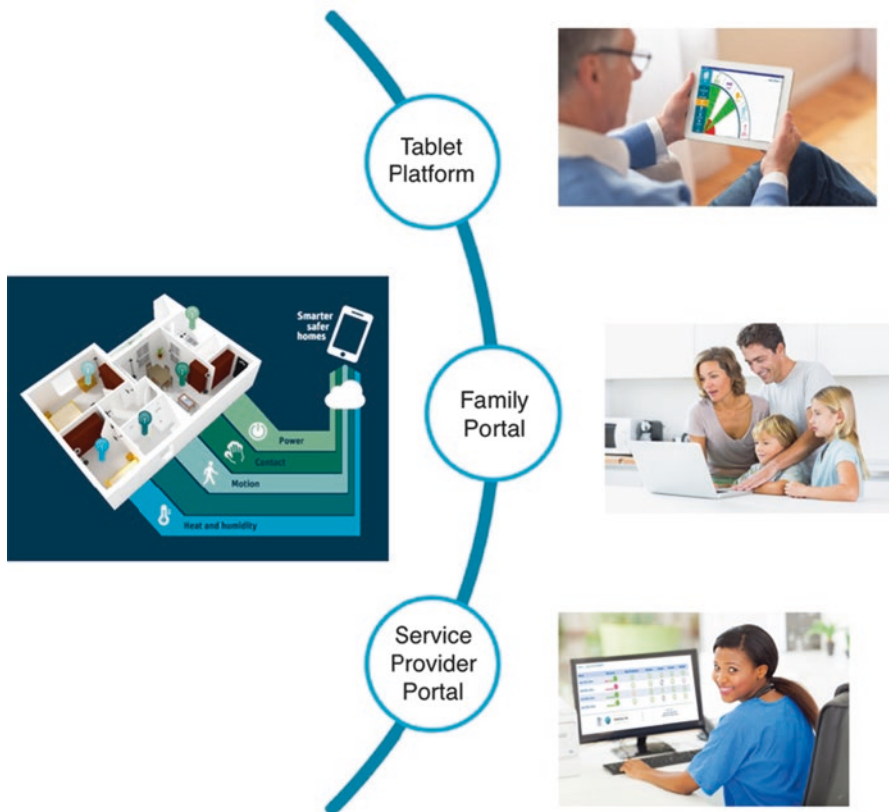 Tablet
Platform
Smarter
safer
homes
Power
Contact
Motion
Heat and humidity
Family
Portal
Service
Provider
Portal